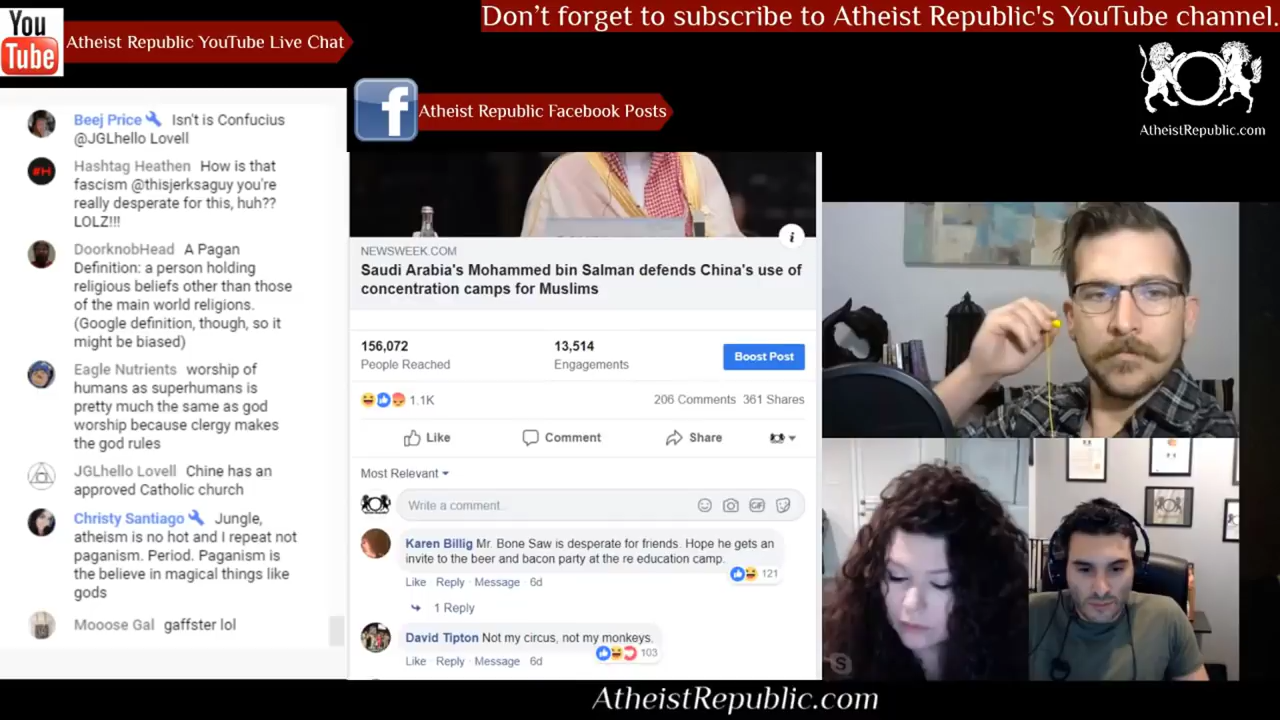 You
Tube
Atheist Republic YouTube Live Chat
Don't forget to subscribe to Atheist Republic's YouTube channel.
AtheistRepublic.com
f
Atheist Republic Facebook Posts
Beej Price Isn't is Confucius
@JGLhello Lovell
#H
Hashtag Heathen How is that
fascism @thisjerksaguy you're
really desperate for this, huh??
LOLZ!!!
DoorknobHead A Pagan
Definition: a person holding
religious beliefs other than those
of the main world religions.
(Google definition, though, so it
might be biased)
Eagle Nutrients worship of
humans as superhumans is
pretty much the same as god
worship because clergy makes
the god rules
JGLhello Lovell Chine has an
approved Catholic church
Christy Santiago Jungle,
atheism is no hot and I repeat not
paganism. Period. Paganism is
the believe in magical things like
gods
Mooose Gal gaffster lol
i
NEWSWEEK.COM
Saudi Arabia's Mohammed bin Salman defends China's use of
concentration camps for Muslims
156,072
People Reached
13,514
Engagements
Boost Post
1.1K
206 Comments 361 Shares
Like
Comment
Share
Most Relevant
Write a comment...
GIF
Karen Billig Mr. Bone Saw is desperate for friends. Hope he gets an
invite to the beer and bacon party at the re education camp.
121
Like Reply Message 6d
1 Reply
David Tipton Not my circus, not my monkeys.
103
Like Reply Message 6d
S
AtheistRepublic.com